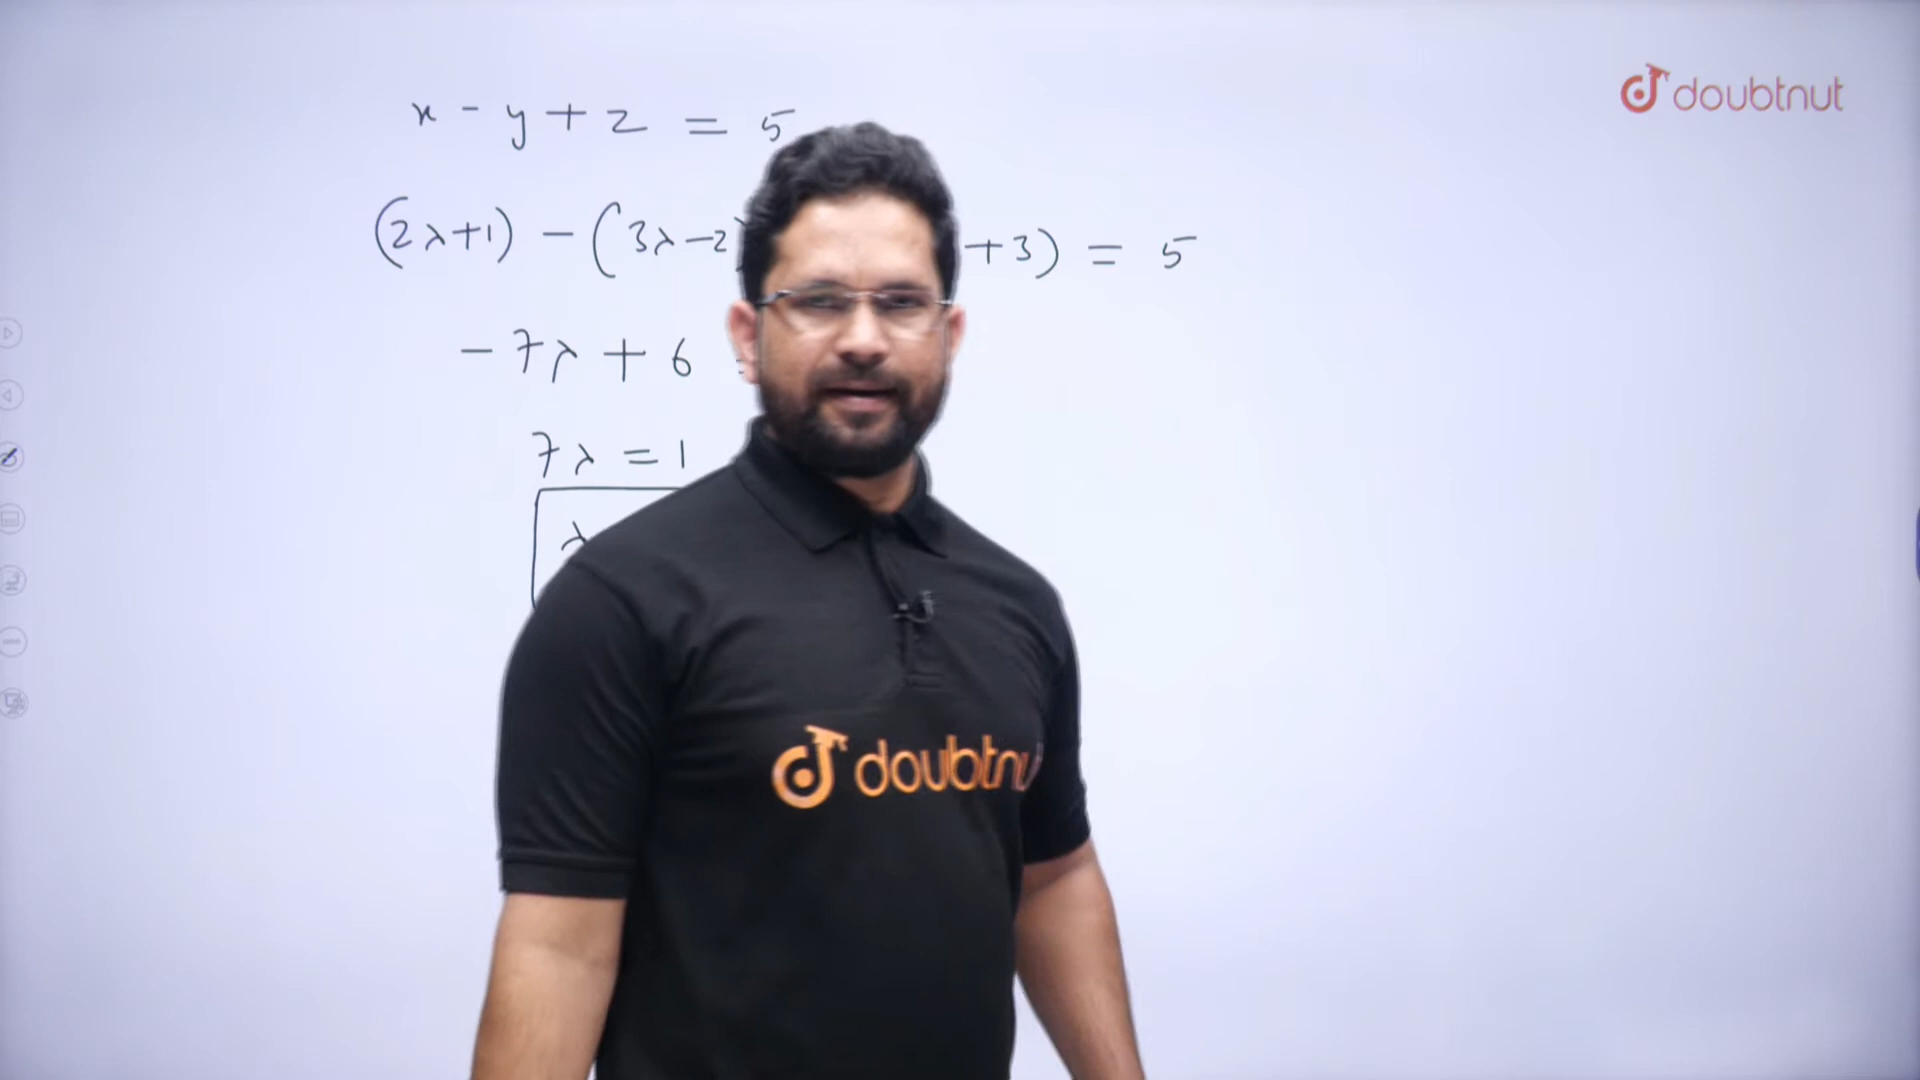 doubtnut
x - y + z = 5
(2λ+1) - (3λ-2) +3) = 5
- 7λ + 6
7λ = 1
λ
doubtnu